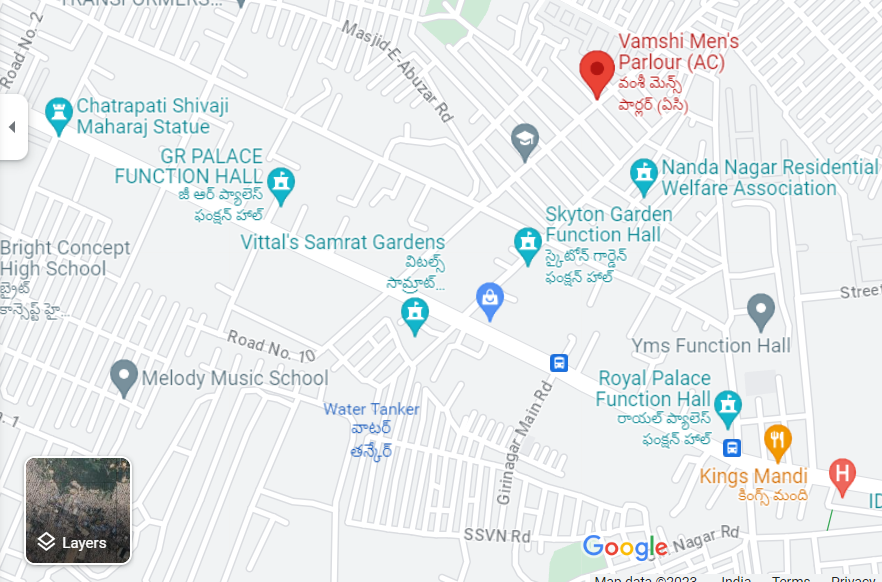 TRANSFORMERS...
Road No. 2
Masjid-E-Abuzar Rd
Vamshi Men's
Parlour (AC)
వంశీ మెన్స్
పార్లర్ (ఏసి)
Chatrapati Shivaji
Maharaj Statue
GR PALACE
FUNCTION HALL
జీ ఆర్ ప్యాలెస్
ఫంక్షన్ హాల్
Nanda Nagar Residential
Welfare Association
Skyton Garden
Function Hall
స్కైటోన్ గార్డెన్
ఫంక్షన్ హాల్
Vittal's Samrat Gardens
విటల్స్
సామ్రాట్...
Bright Concept
High School
బ్రైట్
కాన్సెప్ట్ హై...
Street
Yms Function Hall
Road No. 10
Melody Music School
Royal Palace
Function Hall
రాయల్ ప్యాలెస్
ఫంక్షన్ హాల్
Water Tanker
వాటర్
తన్కేర్
Girinagar Main Rd
Kings Mandi
కింగ్స్ మంది
H
ID
Layers
SSVN Rd
Google
Nagar Rd
Map data ©2023 India Terms Privacy